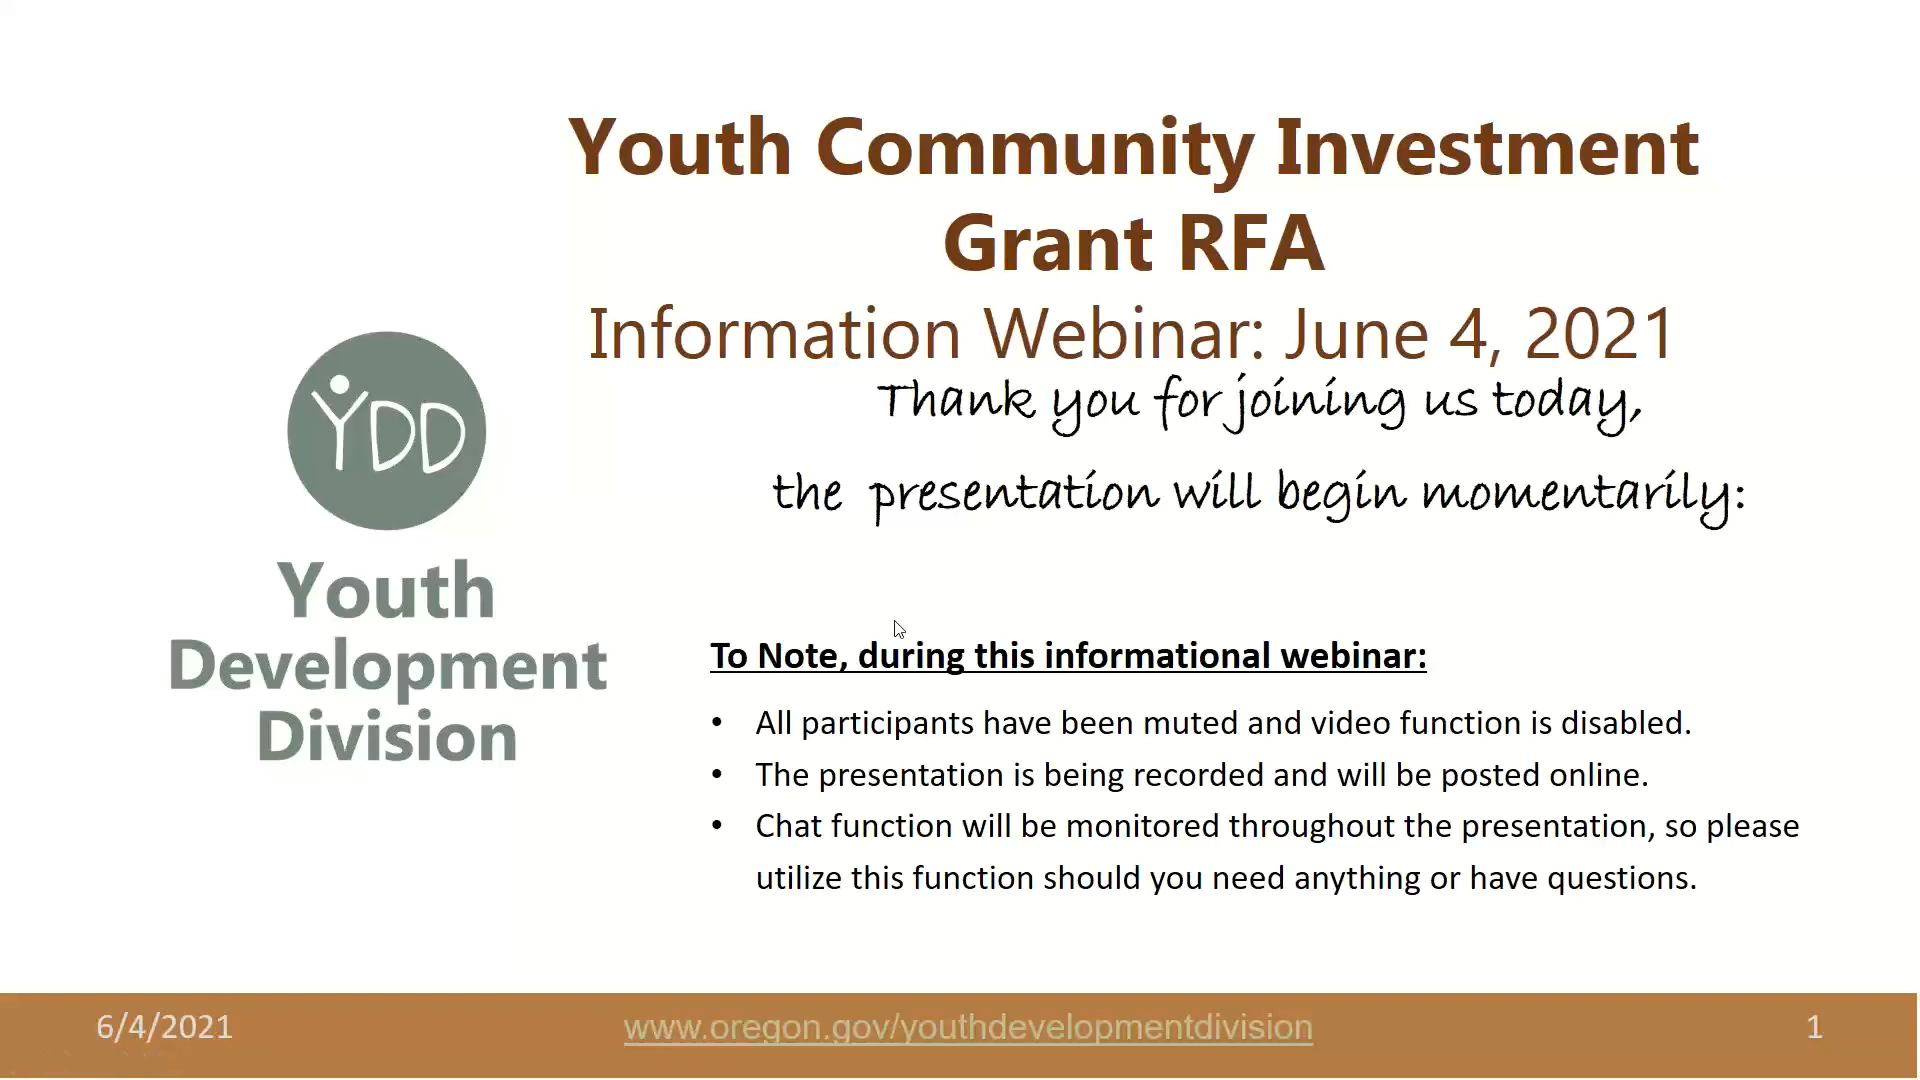 Youth Community Investment
Grant RFA
Information Webinar: June 4, 2021
Thank you for joining us today,
the presentation will begin momentarily:
YDD
Youth
Development
Division
To Note, during this informational webinar:
• All participants have been muted and video function is disabled.
• The presentation is being recorded and will be posted online.
• Chat function will be monitored throughout the presentation, so please
utilize this function should you need anything or have questions.
6/4/2021
www.oregon.gov/youthdevelopmentdivision
1